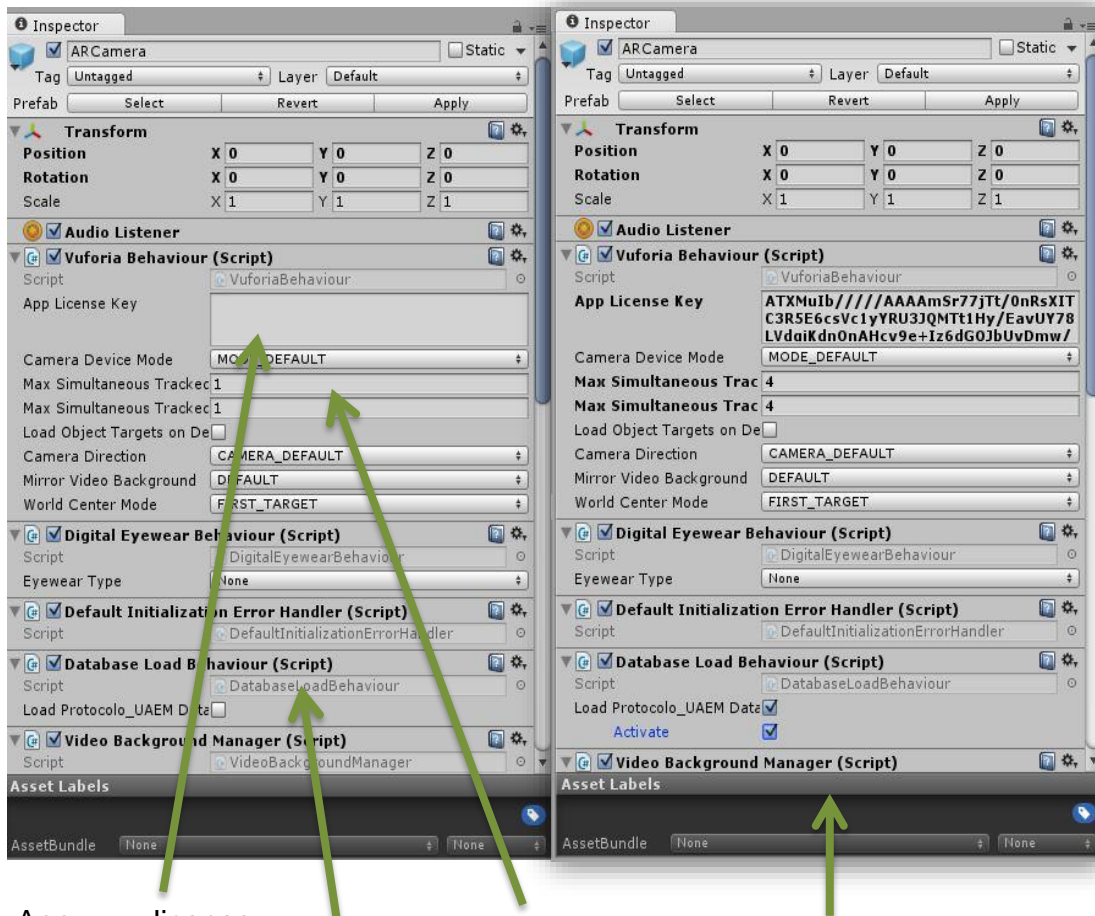 Inspector
ARCamera
Static
Tag Untagged Layer Default
Prefab Select Revert Apply
Transform
Position X 0 Y 0 Z 0
Rotation X 0 Y 0 Z 0
Scale X 1 Y 1 Z 1
Audio Listener
Vuforia Behaviour (Script)
Script VuforiaBehaviour
App License Key
Camera Device Mode MODE_DEFAULT
Max Simultaneous Tracked 1
Max Simultaneous Tracked 1
Load Object Targets on De
Camera Direction CAMERA_DEFAULT
Mirror Video Background DEFAULT
World Center Mode FIRST_TARGET
Digital Eyewear Behaviour (Script)
Script DigitalEyewearBehaviour
Eyewear Type None
Default Initialization Error Handler (Script)
Script DefaultInitializationErrorHandler
Database Load Behaviour (Script)
Script DatabaseLoadBehaviour
Load Protocolo_UAEM Data
Video Background Manager (Script)
Script VideoBackgroundManager
Asset Labels
AssetBundle None None
Inspector
ARCamera
Static
Tag Untagged Layer Default
Prefab Select Revert Apply
Transform
Position X 0 Y 0 Z 0
Rotation X 0 Y 0 Z 0
Scale X 1 Y 1 Z 1
Audio Listener
Vuforia Behaviour (Script)
Script VuforiaBehaviour
App License Key ATXMuIb/////AAAAmSr77jTt/0nRsXIT
C3R5E6csVc1yYRU3JQMTt1Hy/EavUY78
LVdqiKdnOnAHcv9e+Iz6dGOJbUvDmw/
Camera Device Mode MODE_DEFAULT
Max Simultaneous Trac 4
Max Simultaneous Trac 4
Load Object Targets on De
Camera Direction CAMERA_DEFAULT
Mirror Video Background DEFAULT
World Center Mode FIRST_TARGET
Digital Eyewear Behaviour (Script)
Script DigitalEyewearBehaviour
Eyewear Type None
Default Initialization Error Handler (Script)
Script DefaultInitializationErrorHandler
Database Load Behaviour (Script)
Script DatabaseLoadBehaviour
Load Protocolo_UAEM Data
Activate
Video Background Manager (Script)
Asset Labels
AssetBundle None None